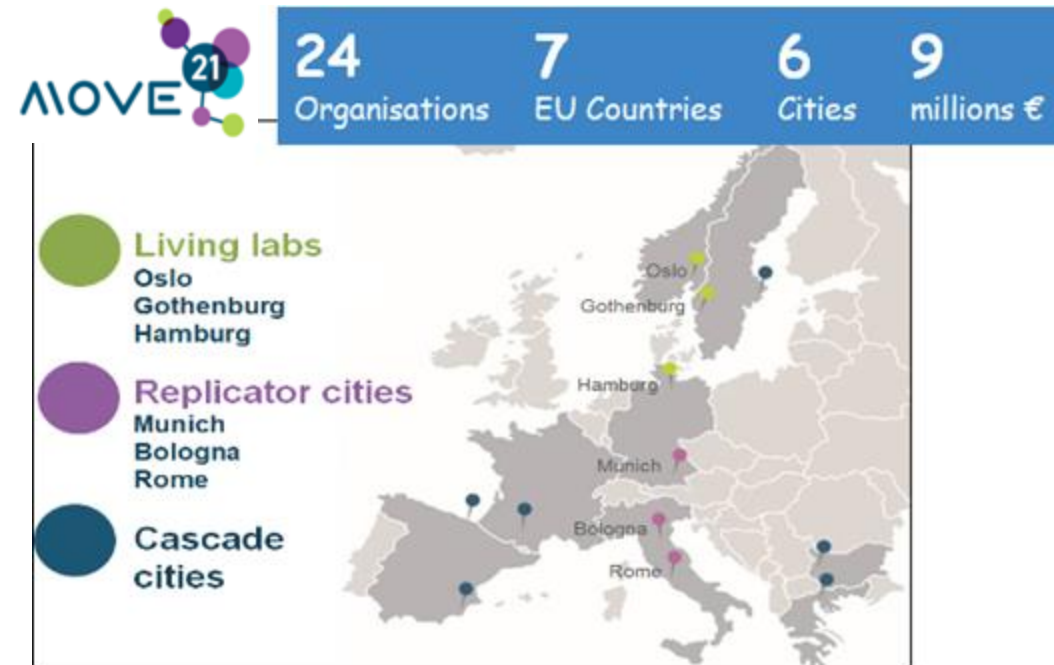 MOVE 21
24
Organisations
7
EU Countries
6
Cities
9
millions €
Living labs
Oslo
Gothenburg
Hamburg
Replicator cities
Munich
Bologna
Rome
Cascade
cities
Oslo
Gothenburg
Hamburg
Munich
Bologna
Rome